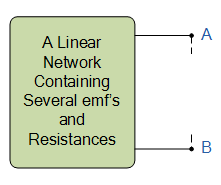 A Linear
Network
Containing
Several emf's
and
Resistances
A
B